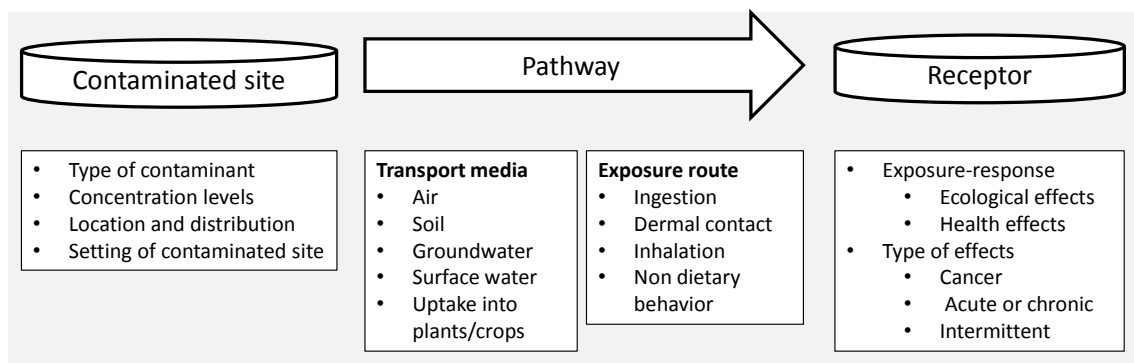 Contaminated site
Pathway
Receptor
• Type of contaminant
• Concentration levels
• Location and distribution
• Setting of contaminated site
Transport media
• Air
• Soil
• Groundwater
• Surface water
• Uptake into
plants/crops
Exposure route
• Ingestion
• Dermal contact
• Inhalation
• Non dietary
behavior
• Exposure-response
• Ecological effects
• Health effects
• Type of effects
• Cancer
• Acute or chronic
• Intermittent